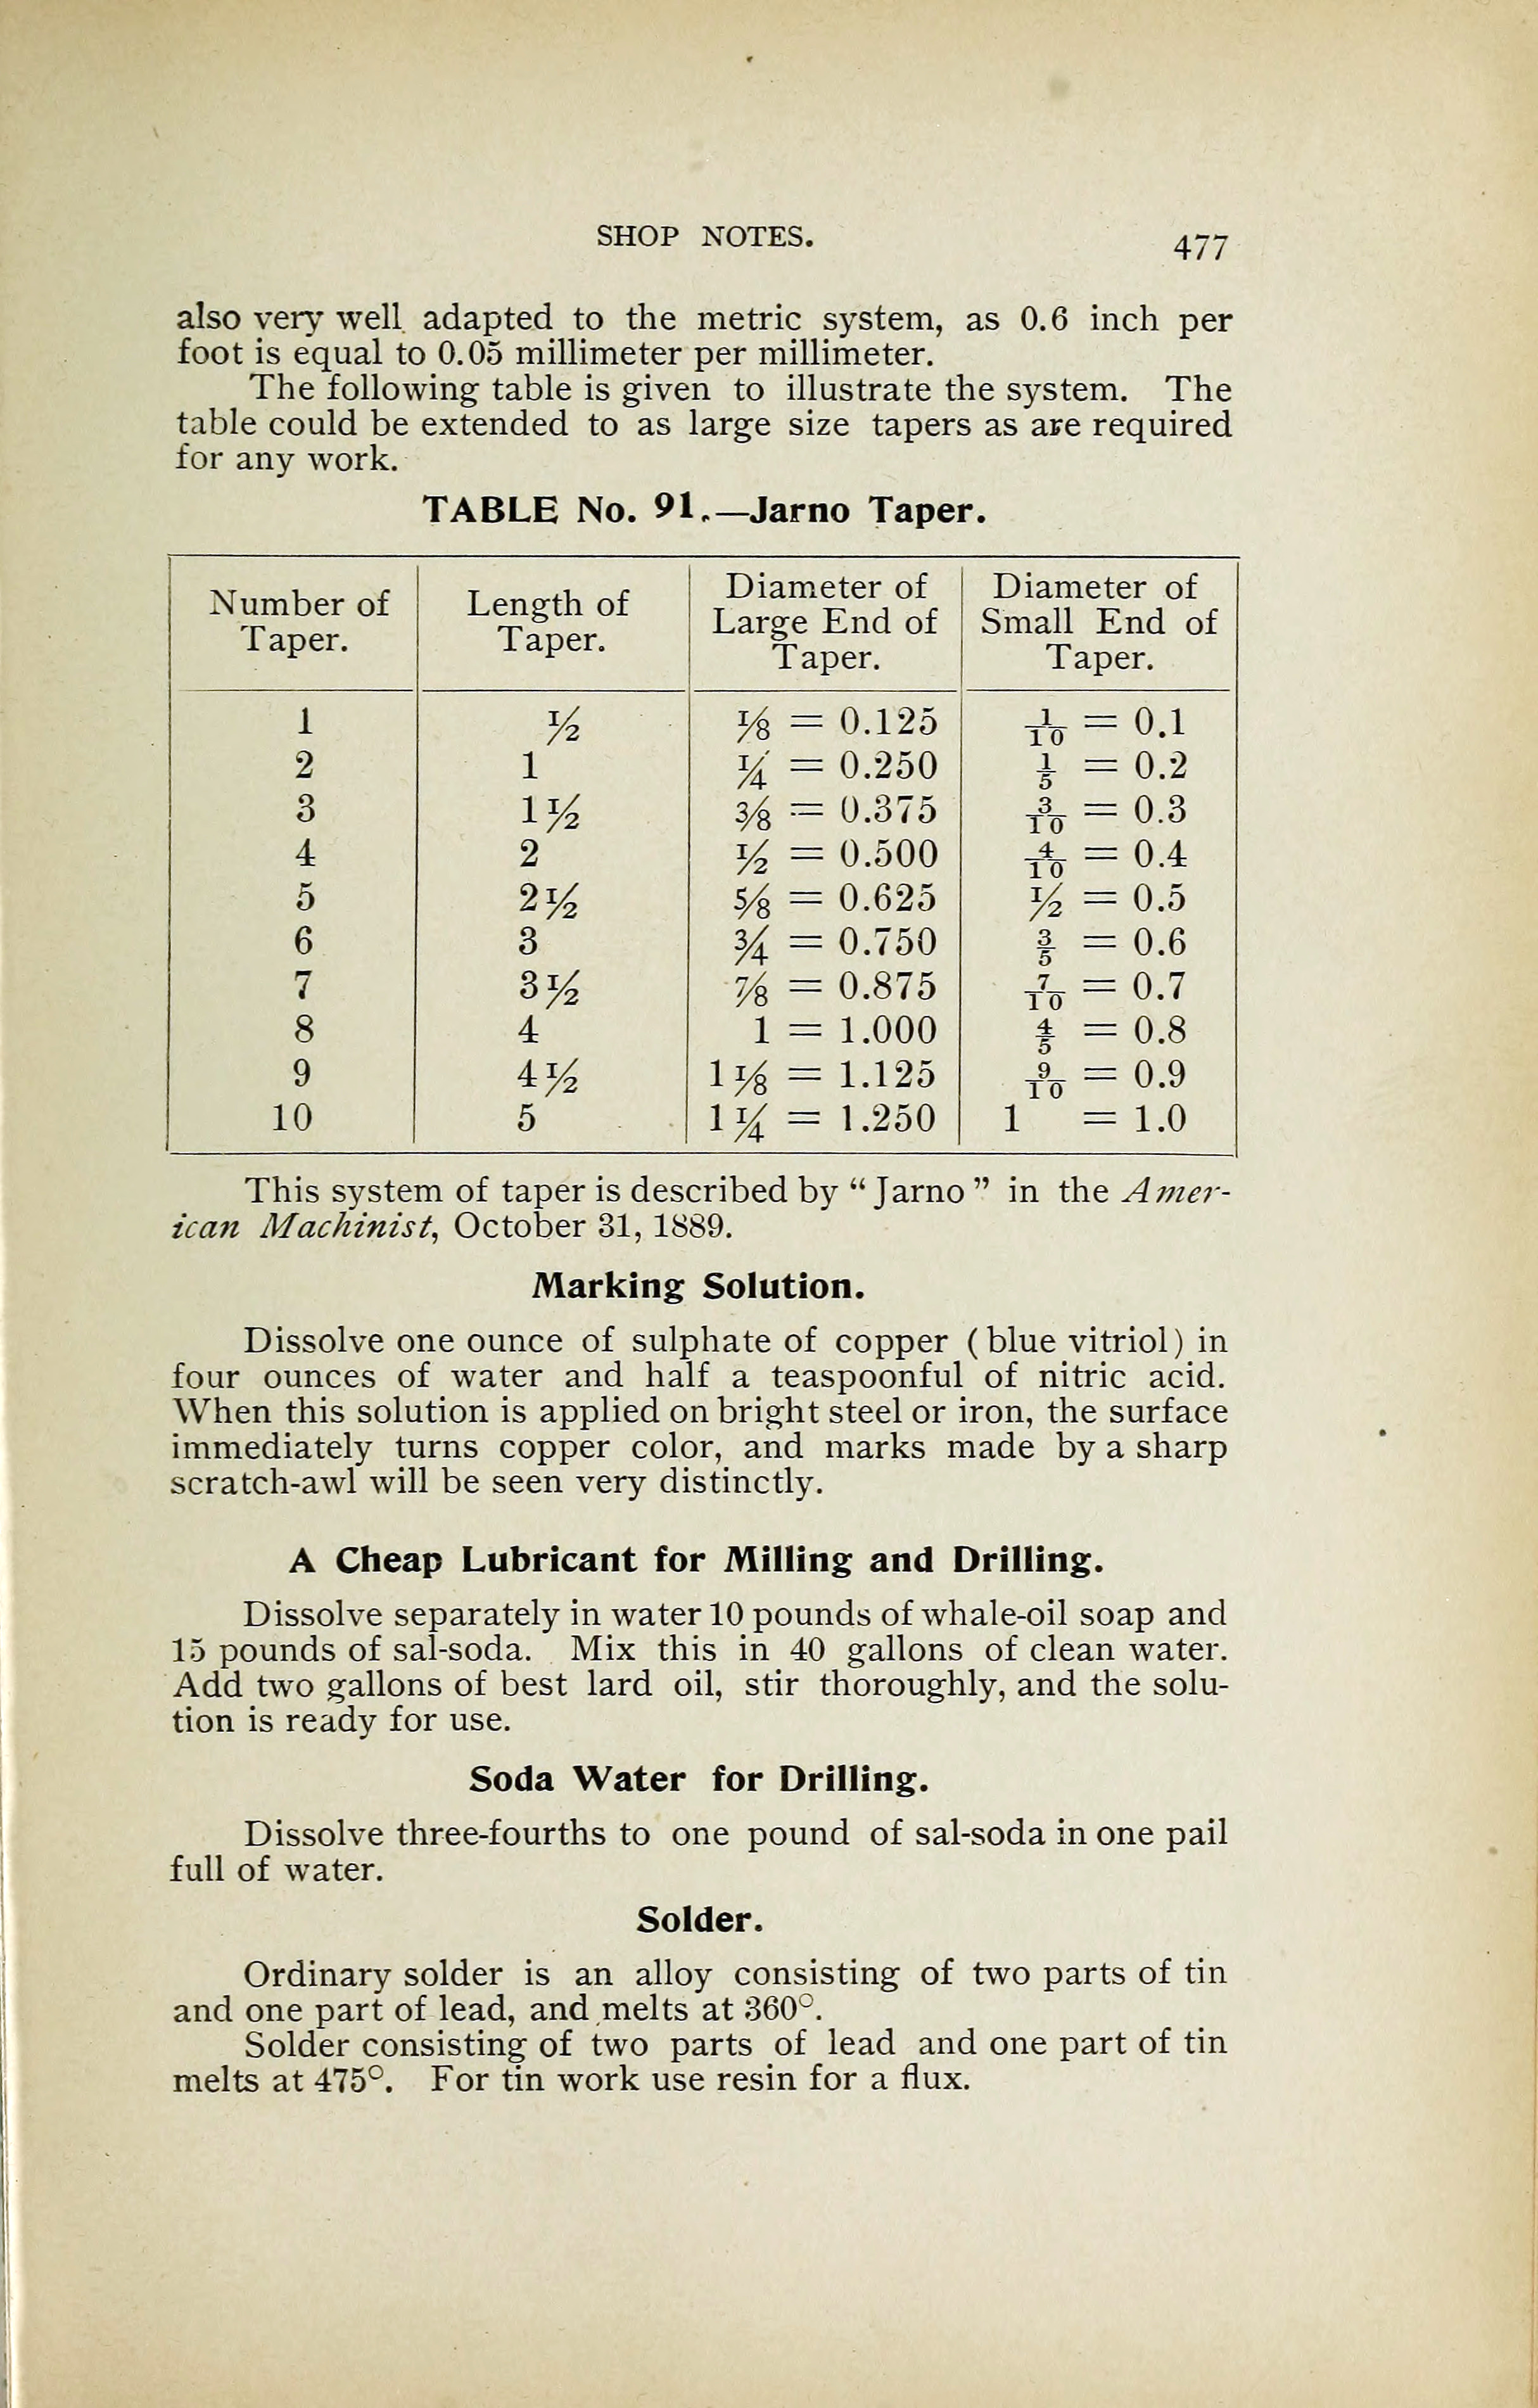 SHOP NOTES. 477
also very well adapted to the metric system, as 0.6 inch per
foot is equal to 0.05 millimeter per millimeter.
The following table is given to illustrate the system. The
table could be extended to as large size tapers as are required
for any work.
TABLE No. 91.—Jarno Taper.
Number of Taper. | Length of Taper. | Diameter of Large End of Taper. | Diameter of Small End of Taper.
1 | ½ | ⅛ = 0.125 | 1/10 = 0.1
2 | 1 | ¼ = 0.250 | 1/5 = 0.2
3 | 1½ | ⅜ = 0.375 | 3/10 = 0.3
4 | 2 | ½ = 0.500 | 4/10 = 0.4
5 | 2½ | ⅝ = 0.625 | ½ = 0.5
6 | 3 | ¾ = 0.750 | 3/5 = 0.6
7 | 3½ | ⅞ = 0.875 | 7/10 = 0.7
8 | 4 | 1 = 1.000 | 4/5 = 0.8
9 | 4½ | 1⅛ = 1.125 | 9/10 = 0.9
10 | 5 | 1¼ = 1.250 | 1 = 1.0
This system of taper is described by “Jarno” in the Amer-
ican Machinist, October 31, 1889.
Marking Solution.
Dissolve one ounce of sulphate of copper (blue vitriol) in
four ounces of water and half a teaspoonful of nitric acid.
When this solution is applied on bright steel or iron, the surface
immediately turns copper color, and marks made by a sharp
scratch-awl will be seen very distinctly.
A Cheap Lubricant for Milling and Drilling.
Dissolve separately in water 10 pounds of whale-oil soap and
15 pounds of sal-soda. Mix this in 40 gallons of clean water.
Add two gallons of best lard oil, stir thoroughly, and the solu-
tion is ready for use.
Soda Water for Drilling.
Dissolve three-fourths to one pound of sal-soda in one pail
full of water.
Solder.
Ordinary solder is an alloy consisting of two parts of tin
and one part of lead, and melts at 360°.
Solder consisting of two parts of lead and one part of tin
melts at 475°. For tin work use resin for a flux.